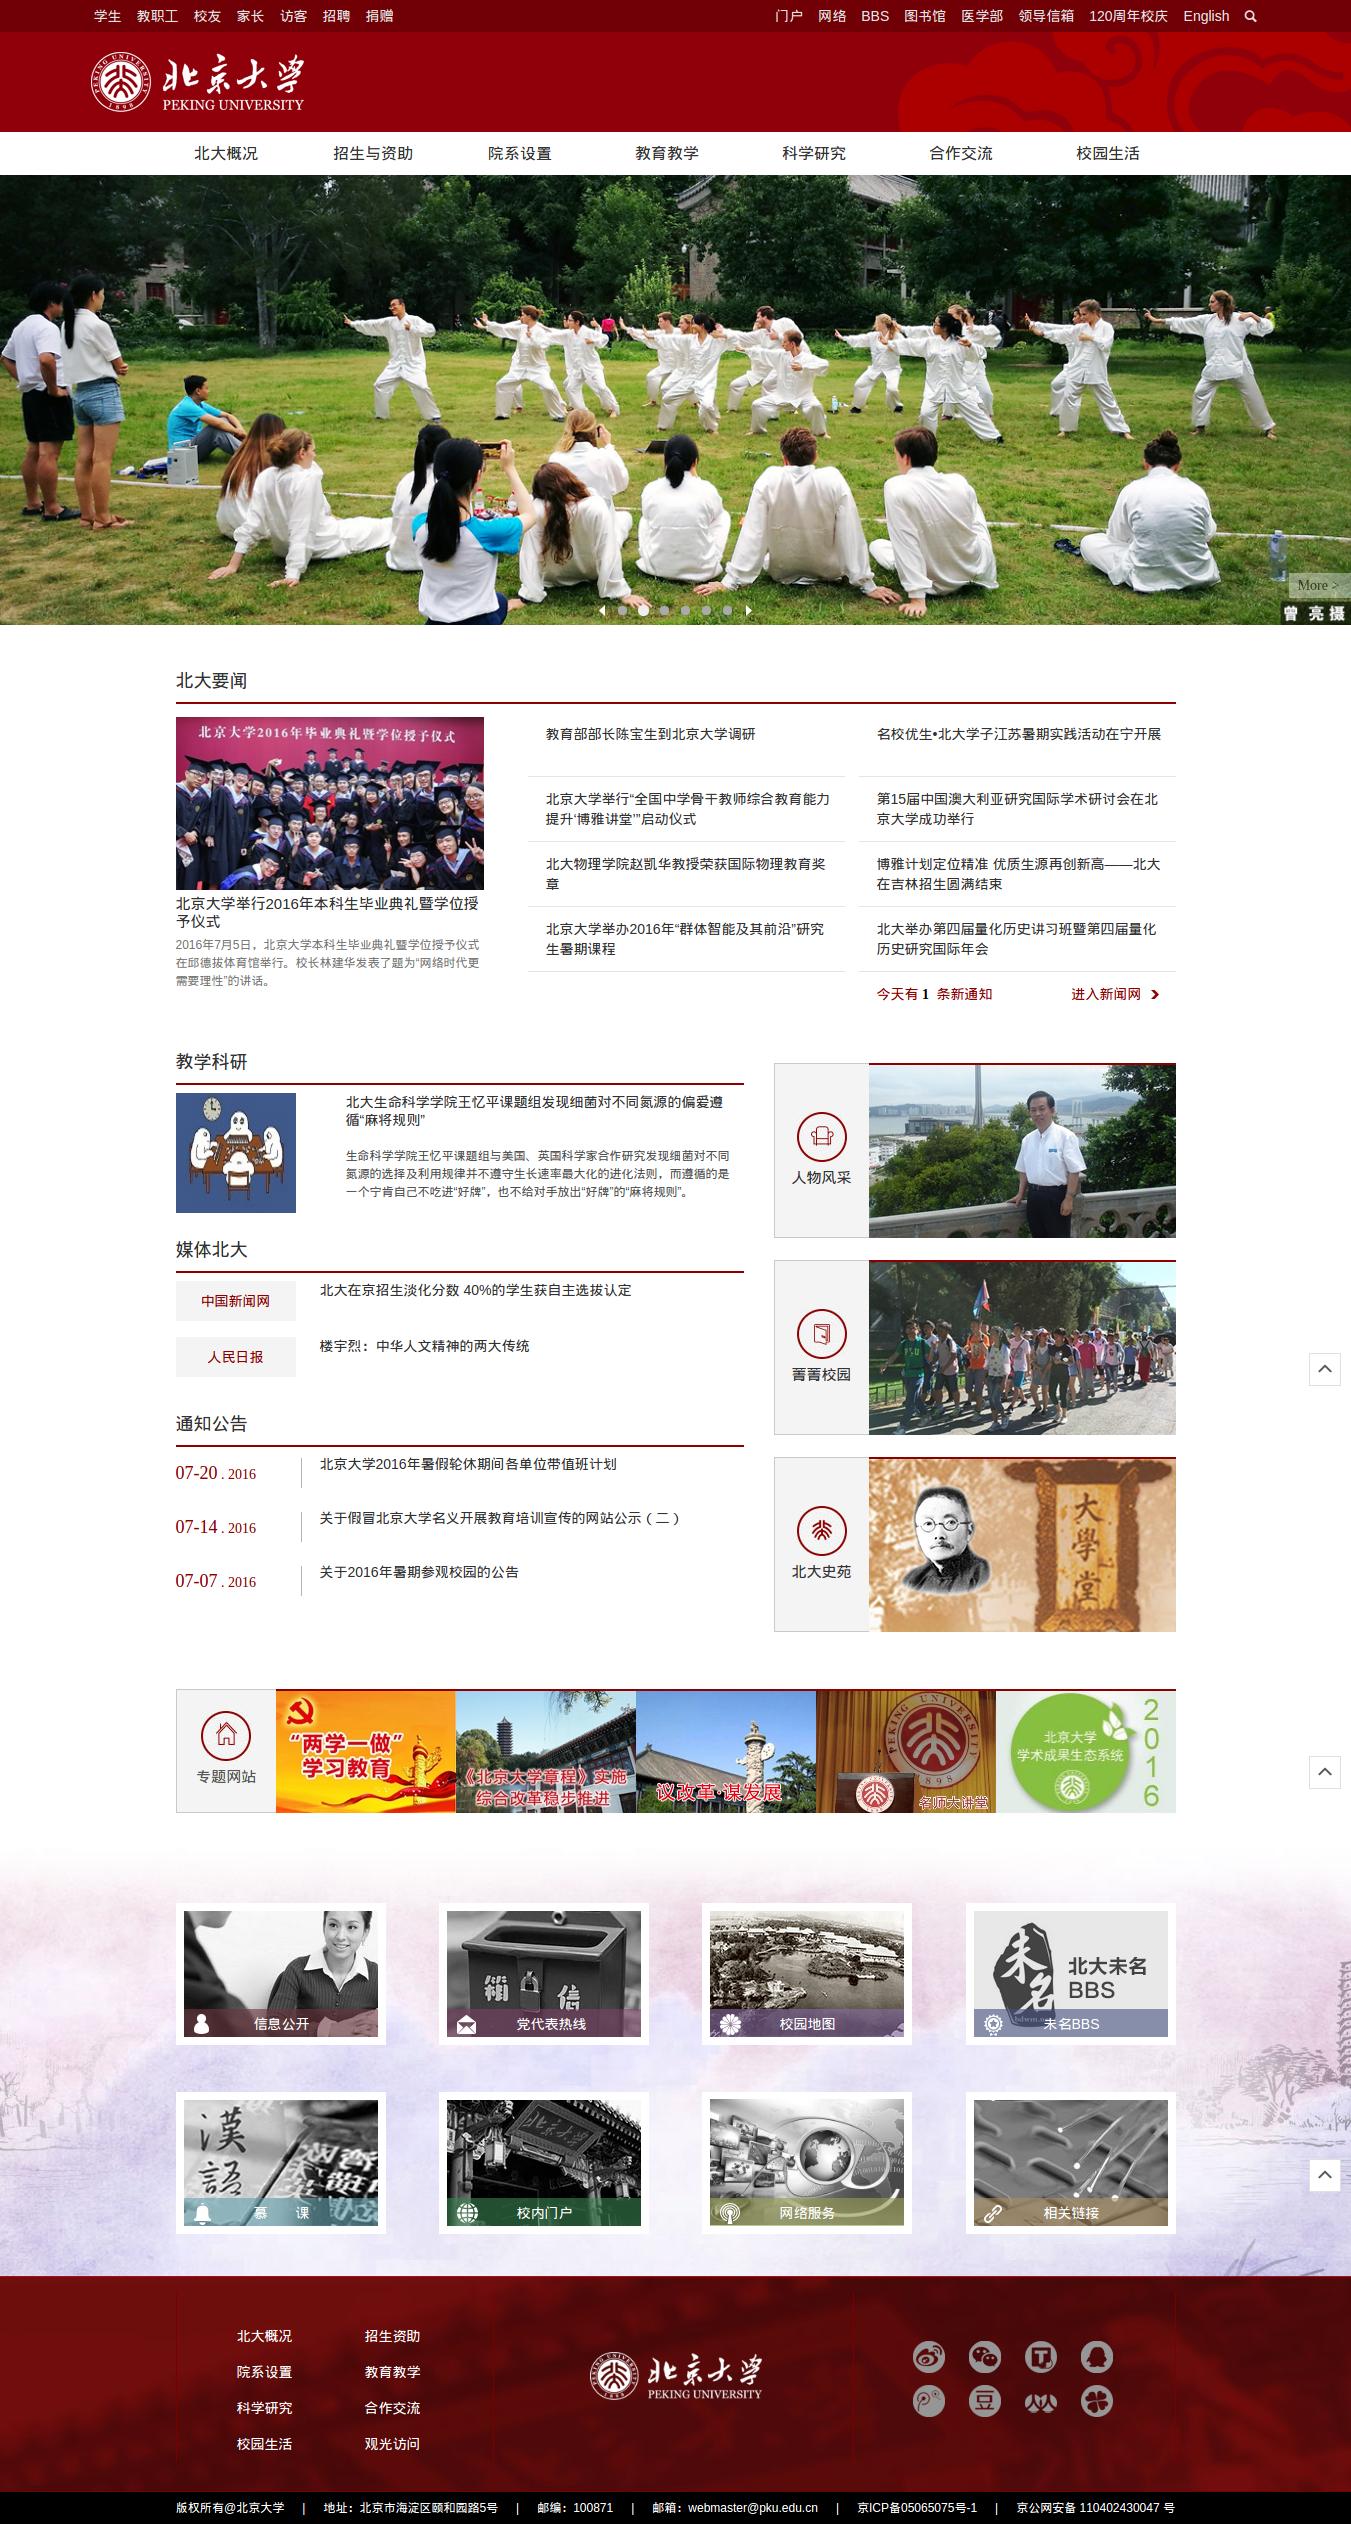 学生 教职工 校友 家长 访客 招聘 捐赠
门户 网络 BBS 图书馆 医学部 领导信箱 120周年校庆 English
北京大学
PEKING UNIVERSITY
北大概况 招生与资助 院系设置 教育教学 科学研究 合作交流 校园生活
More >
曾 亮 摄
北大要闻
北京大学2016年毕业典礼暨学位授予仪式
北京大学举行2016年本科生毕业典礼暨学位授
予仪式
2016年7月5日，北京大学本科生毕业典礼暨学位授予仪式
在邱德拔体育馆举行。校长林建华发表了题为“网络时代更
需要理性”的讲话。
教育部部长陈宝生到北京大学调研
北京大学举行“全国中学骨干教师综合教育能力
提升‘博雅讲堂’”启动仪式
北大物理学院赵凯华教授荣获国际物理教育奖
章
北京大学举办2016年“群体智能及其前沿”研究
生暑期课程
名校优生•北大学子江苏暑期实践活动在宁开展
第15届中国澳大利亚研究国际学术研讨会在北
京大学成功举行
博雅计划定位精准 优质生源再创新高——北大
在吉林招生圆满结束
北大举办第四届量化历史讲习班暨第四届量化
历史研究国际年会
今天有 1 条新通知 进入新闻网
教学科研
北大生命科学学院王忆平课题组发现细菌对不同氮源的偏爱遵
循“麻将规则”
生命科学学院王忆平课题组与美国、英国科学家合作研究发现细菌对不同
氮源的选择及利用规律并不遵守生长速率最大化的进化法则，而遵循的是
一个宁肯自己不吃进“好牌”，也不给对手放出“好牌”的“麻将规则”。
媒体北大
中国新闻网 北大在京招生淡化分数 40%的学生获自主选拔认定
人民日报 楼宇烈：中华人文精神的两大传统
通知公告
07-20 . 2016 北京大学2016年暑假轮休期间各单位带值班计划
07-14 . 2016 关于假冒北京大学名义开展教育培训宣传的网站公示（二）
07-07 . 2016 关于2016年暑期参观校园的公告
人物风采
菁菁校园
北大史苑
大學堂
专题网站
“两学一做”
学习教育
《北京大学章程》实施
综合改革稳步推进
议改革·谋发展
PEKING UNIVERSITY
1898
名师大讲堂
北京大学
学术成果生态系统
2016
信息公开
箱 信
党代表热线
校园地图
未名
北大未名
BBS
未名BBS
漢語
慕 课
北京大学
校内门户
网络服务
相关链接
北大概况 招生资助
院系设置 教育教学
科学研究 合作交流
校园生活 观光访问
北京大学
PEKING UNIVERSITY
豆
版权所有@北京大学 | 地址：北京市海淀区颐和园路5号 | 邮编：100871 | 邮箱：webmaster@pku.edu.cn | 京ICP备05065075号-1 | 京公网安备 110402430047 号